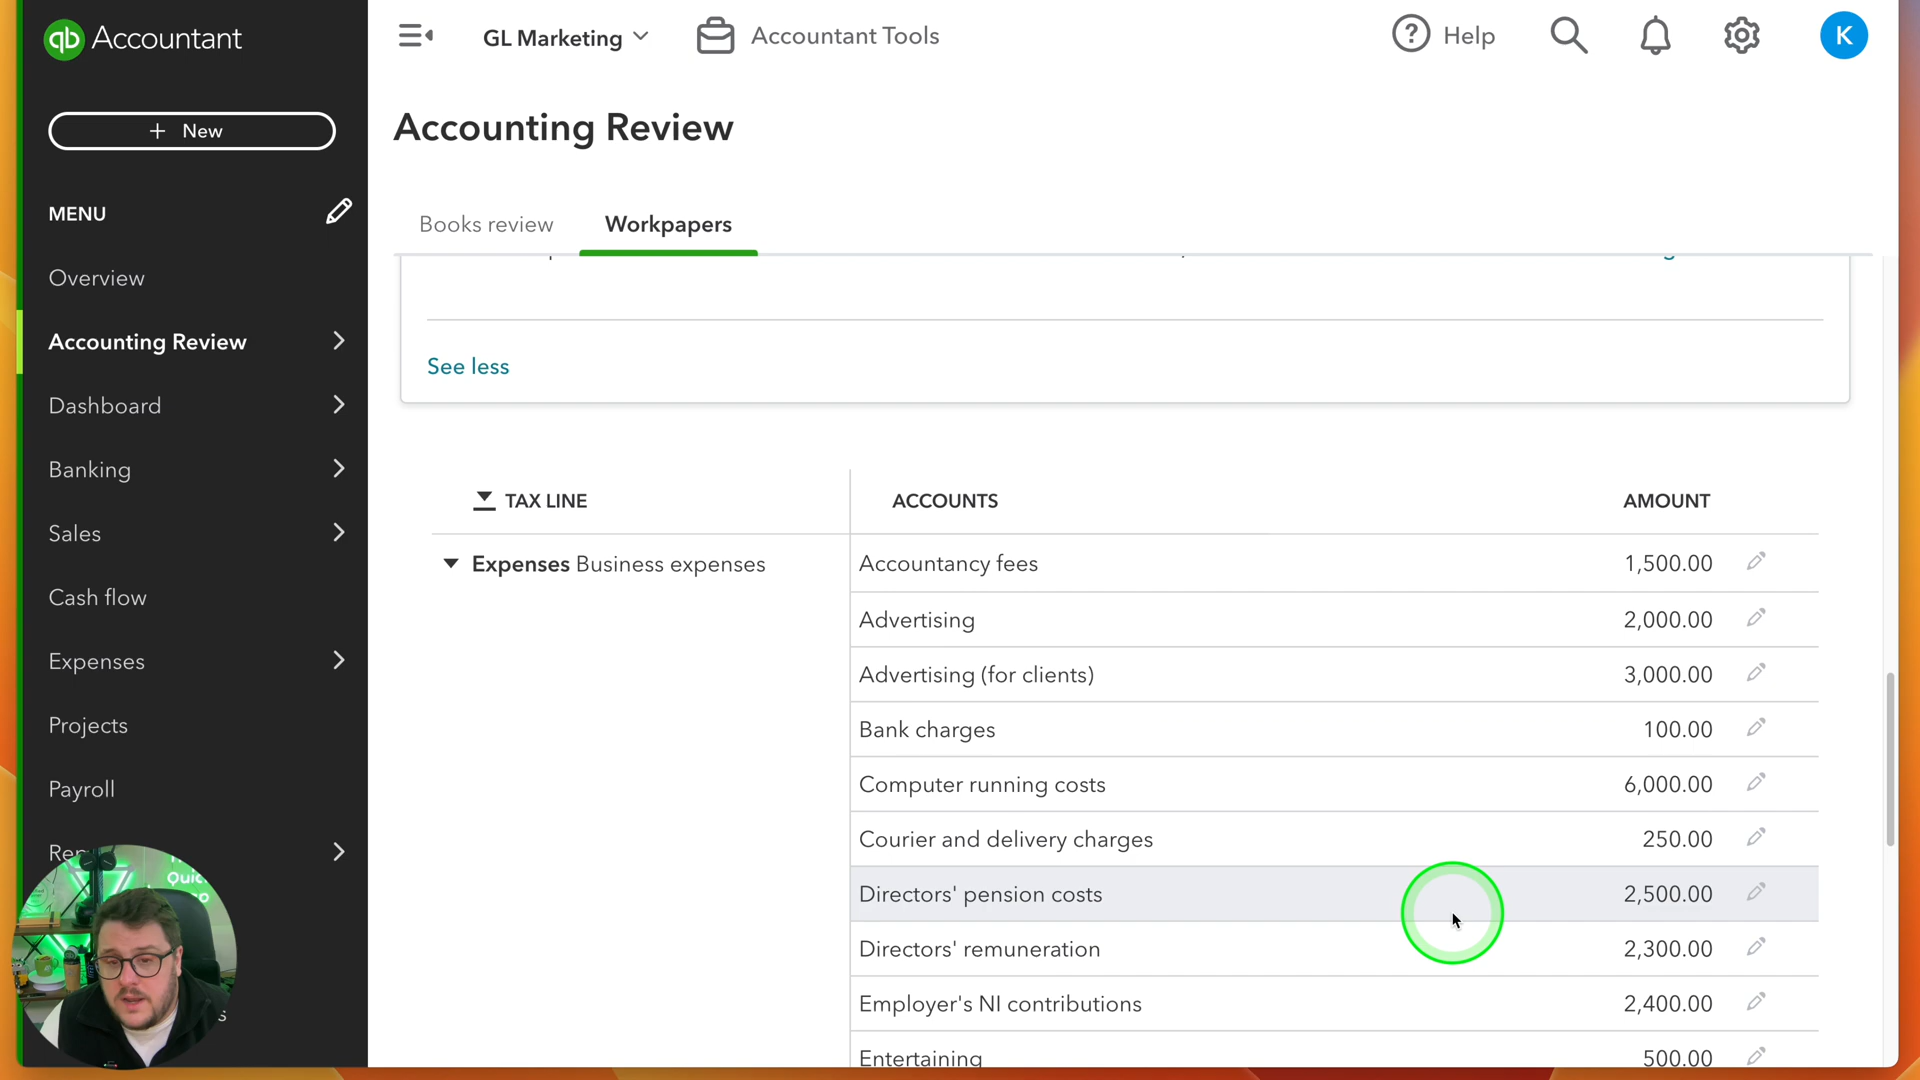 qb Accountant
GL Marketing
Accountant Tools
Help
K
+ New
MENU
Overview
Accounting Review
Dashboard
Banking
Sales
Cash flow
Expenses
Projects
Payroll
Accounting Review
Books review
Workpapers
See less
TAX LINE ACCOUNTS AMOUNT
Expenses Business expenses Accountancy fees 1,500.00
Advertising 2,000.00
Advertising (for clients) 3,000.00
Bank charges 100.00
Computer running costs 6,000.00
Courier and delivery charges 250.00
Directors' pension costs 2,500.00
Directors' remuneration 2,300.00
Employer's NI contributions 2,400.00
Entertaining 500.00